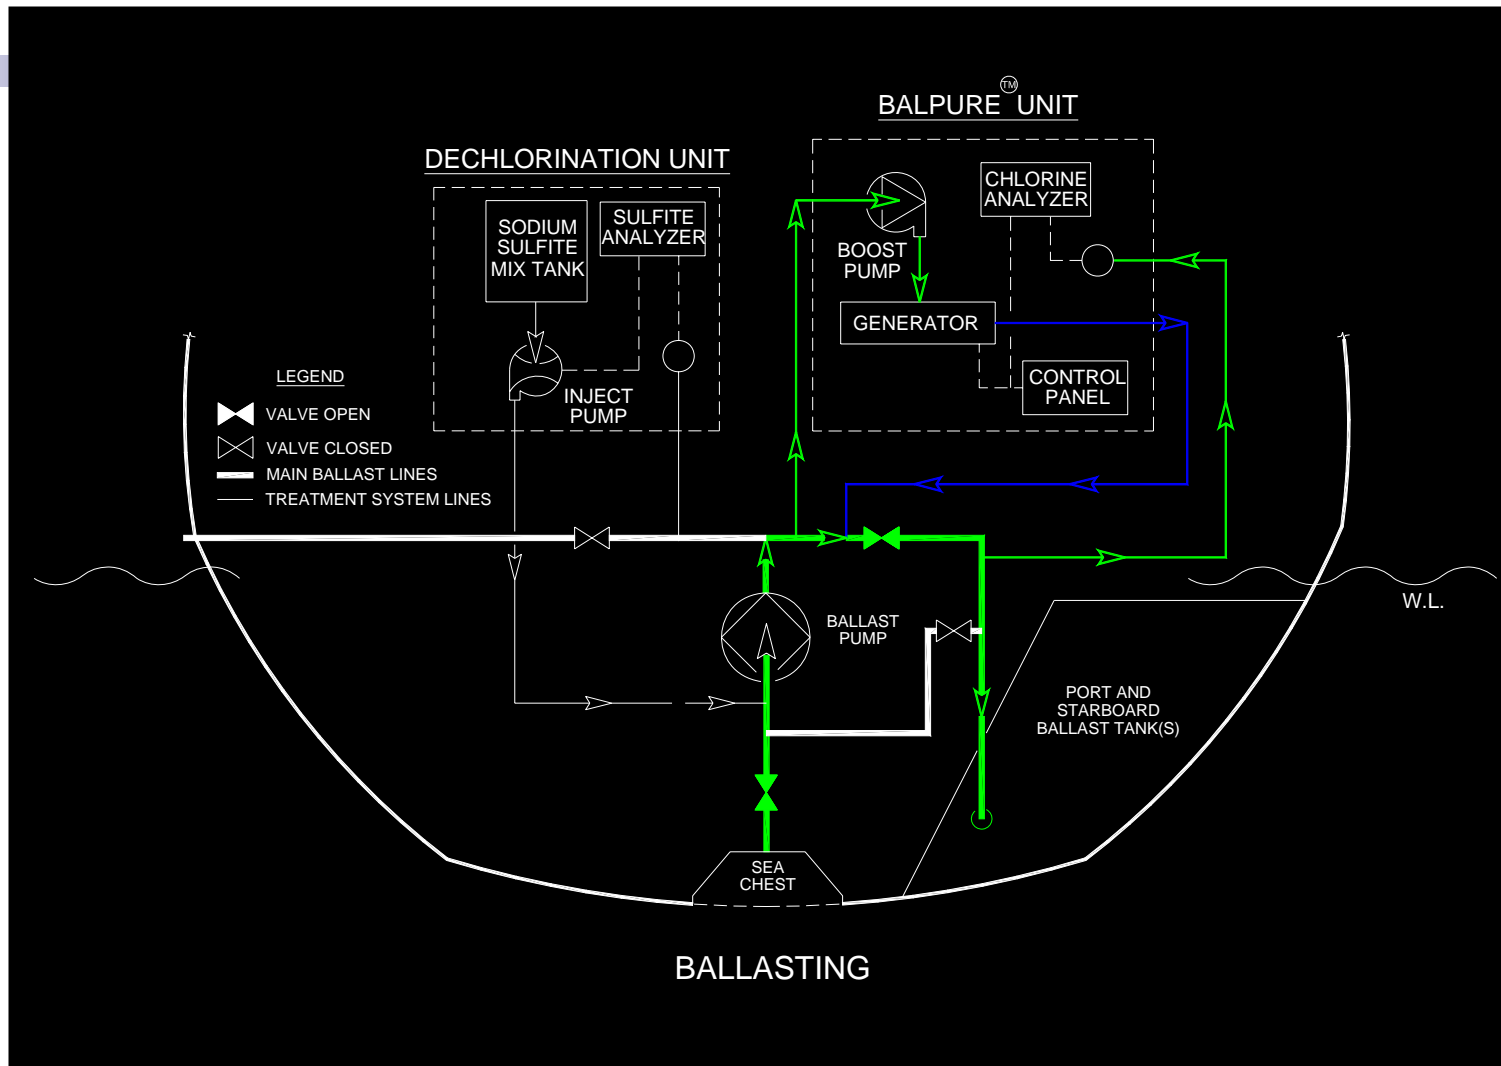 BALPURE™ UNIT
DECHLORINATION UNIT
SODIUM
SULFITE
MIX TANK
SULFITE
ANALYZER
CHLORINE
ANALYZER
BOOST
PUMP
GENERATOR
CONTROL
PANEL
INJECT
PUMP
LEGEND
VALVE OPEN
VALVE CLOSED
MAIN BALLAST LINES
TREATMENT SYSTEM LINES
W.L.
BALLAST
PUMP
PORT AND
STARBOARD
BALLAST TANK(S)
SEA
CHEST
BALLASTING